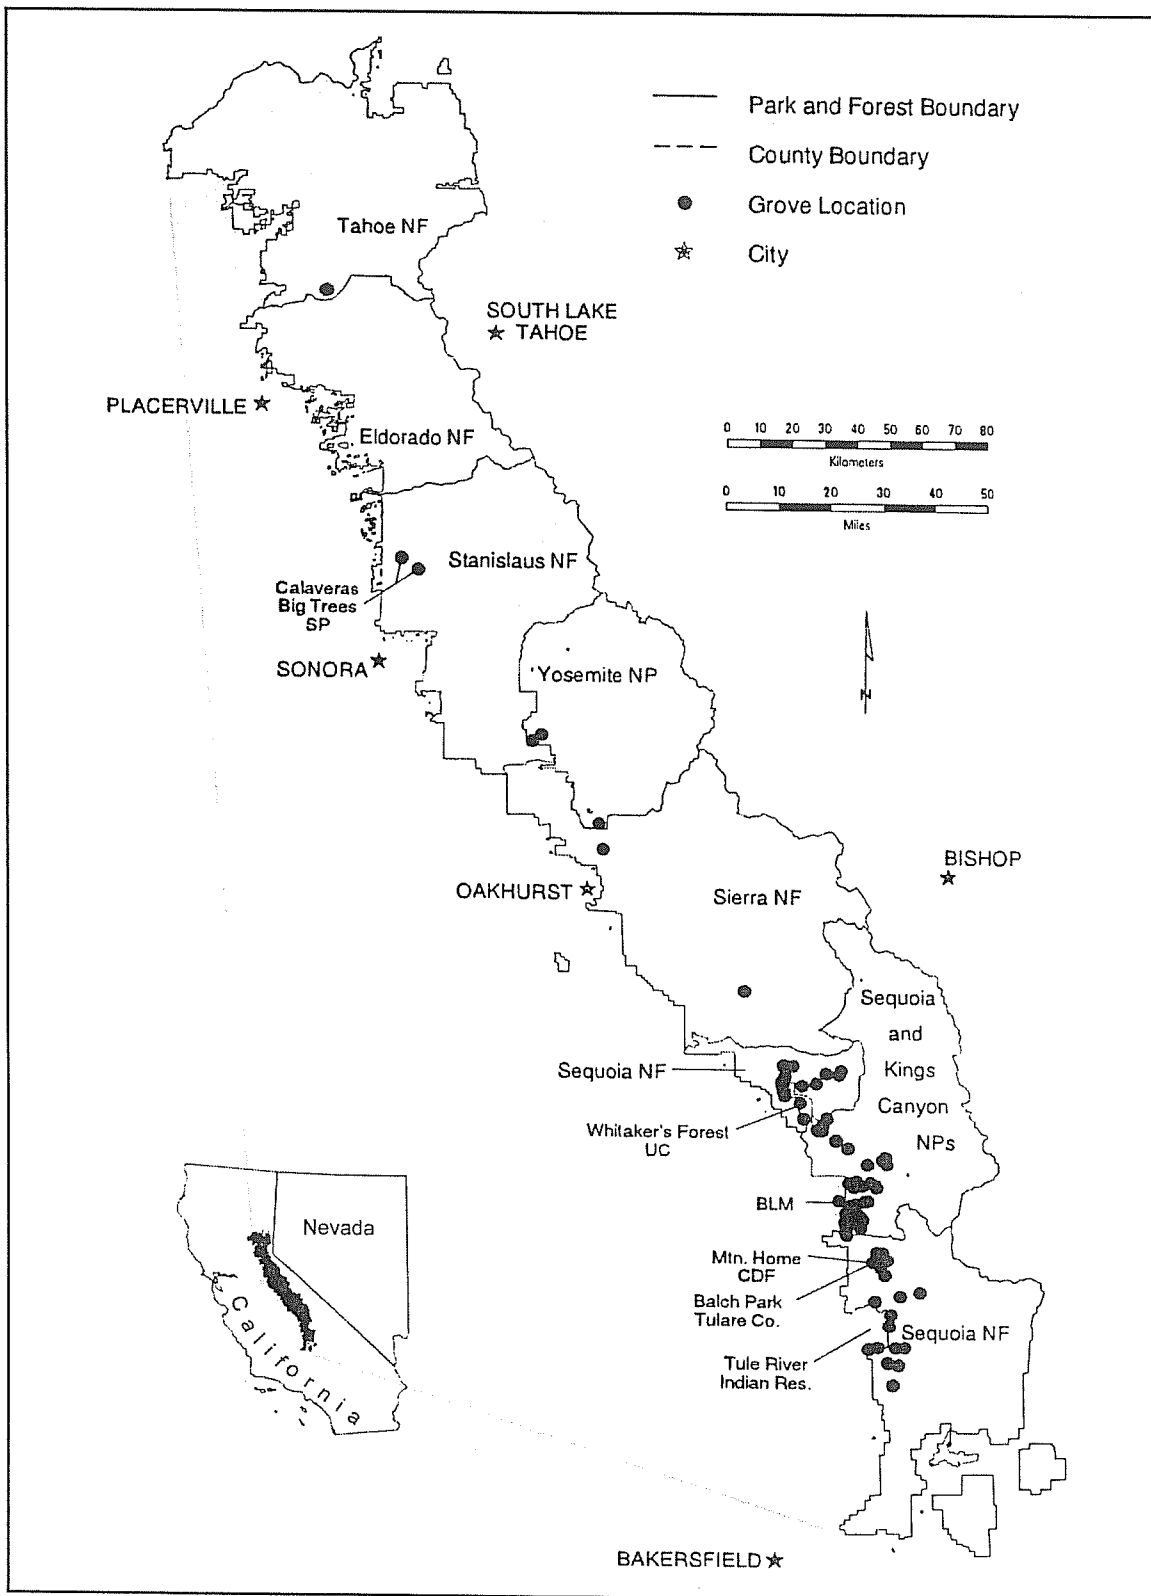 Park and Forest Boundary
County Boundary
Grove Location
City
Tahoe NF
SOUTH LAKE
TAHOE
PLACERVILLE
Eldorado NF
0 10 20 30 40 50 60 70 80
Kilometers
0 10 20 30 40 50
Miles
Stanislaus NF
Calaveras
Big Trees
SP
SONORA
Yosemite NP
N
BISHOP
OAKHURST
Sierra NF
Sequoia
and
Kings
Canyon
NPs
Sequoia NF
Whitaker's Forest
UC
BLM
Mtn. Home
CDF
Balch Park
Tulare Co.
Sequoia NF
Tule River
Indian Res.
Nevada
California
BAKERSFIELD